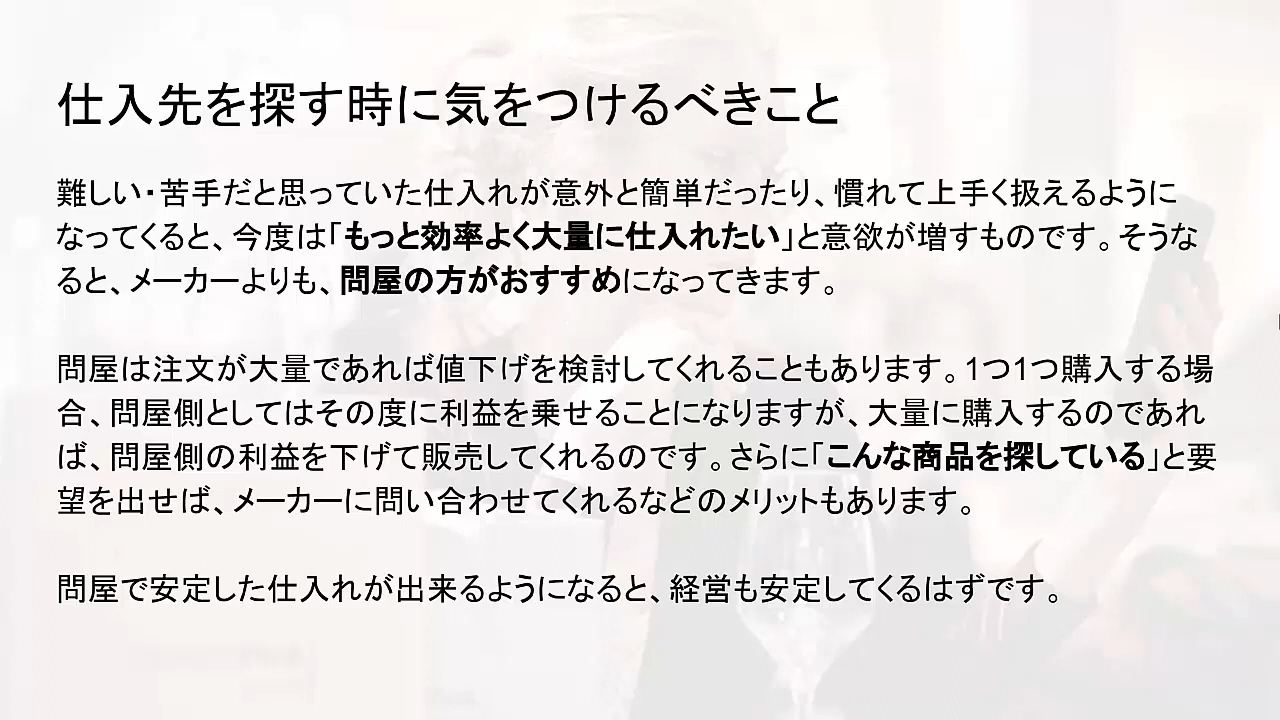 仕入先を探す時に気をつけるべきこと
難しい・苦手だと思っていた仕入れが意外と簡単だったり、慣れて上手く扱えるように
なってくると、今度は「もっと効率よく大量に仕入れたい」と意欲が増すものです。そうな
ると、メーカーよりも、問屋の方がおすすめになってきます。
問屋は注文が大量であれば値下げを検討してくれることもあります。1つ1つ購入する場
合、問屋側としてはその度に利益を乗せることになりますが、大量に購入するのであれ
ば、問屋側の利益を下げて販売してくれるのです。さらに「こんな商品を探している」と要
望を出せば、メーカーに問い合わせてくれるなどのメリットもあります。
問屋で安定した仕入れが出来るようになると、経営も安定してくるはずです。